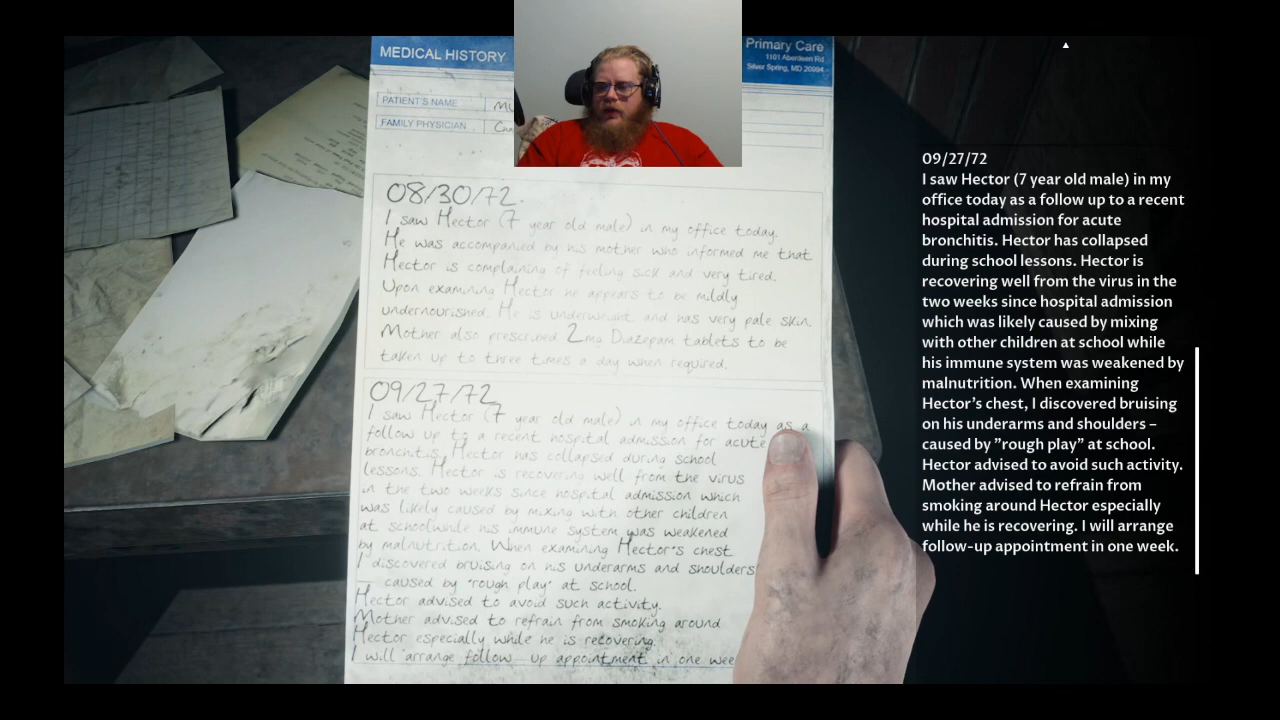 MEDICAL HISTORY
Primary Care
1101 Aberdeen Rd
Silver Spring, MD 20994
PATIENT'S NAME
FAMILY PHYSICIAN
08/30/72.
I saw Hector (7 year old male) in my office today.
He was accompanied by his mother who informed me that
Hector is complaining of feeling sick and very tired.
Upon examining Hector he appears to be mildly
undernourished. He is underweight and has very pale skin.
Mother also prescribed 2mg Diazepam tablets to be
taken up to three times a day when required.
09/27/72
I saw Hector (7 year old male) in my office today as a
follow up to a recent hospital admission for acute
bronchitis. Hector has collapsed during school
lessons. Hector is recovering well from the virus
in the two weeks since hospital admission which
was likely caused by mixing with other children
at schoolwhile his immune system was weakened
by malnutrition. When examining Hector's chest
I discovered bruising on his underarms and shoulders
– caused by "rough play" at school.
Hector advised to avoid such activity.
Mother advised to refrain from smoking around
Hector especially while he is recovering.
I will arrange follow up appointment in one wee
09/27/72
I saw Hector (7 year old male) in my
office today as a follow up to a recent
hospital admission for acute
bronchitis. Hector has collapsed
during school lessons. Hector is
recovering well from the virus in the
two weeks since hospital admission
which was likely caused by mixing
with other children at school while
his immune system was weakened by
malnutrition. When examining
Hector's chest, I discovered bruising
on his underarms and shoulders –
caused by ”rough play” at school.
Hector advised to avoid such activity.
Mother advised to refrain from
smoking around Hector especially
while he is recovering. I will arrange
follow-up appointment in one week.